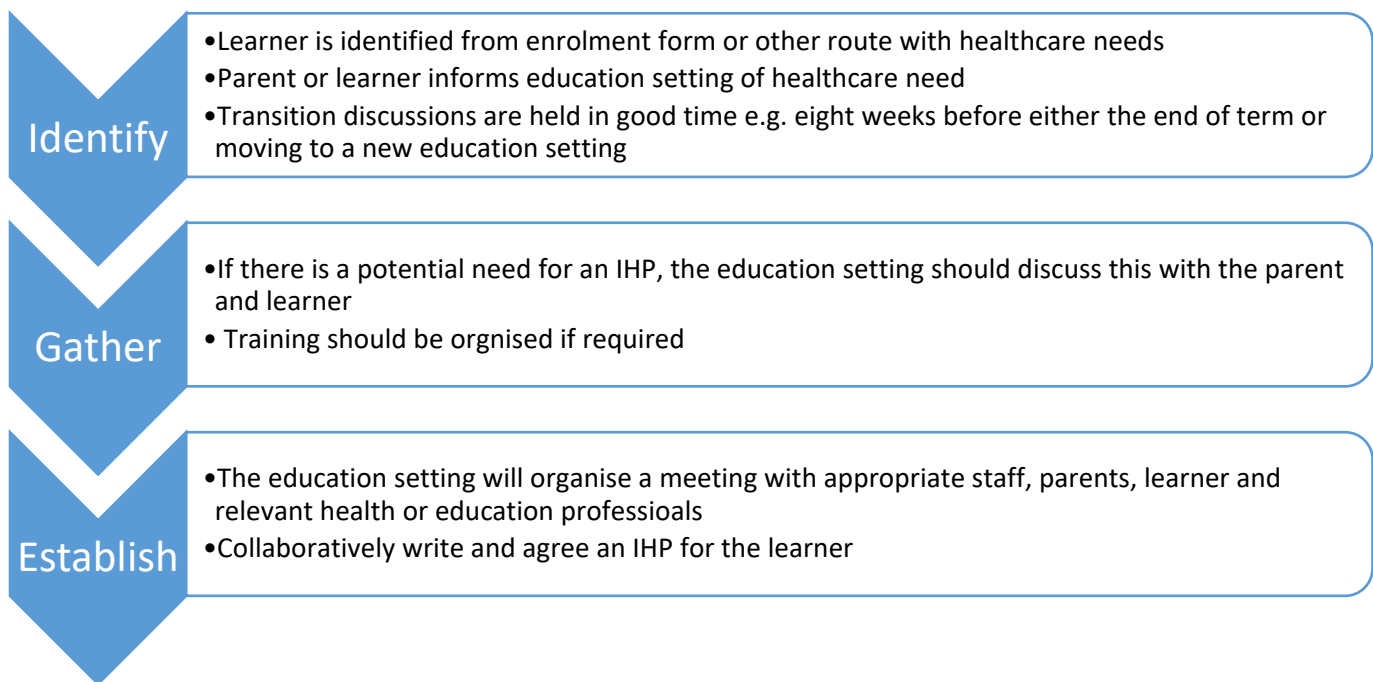 Identify
•Learner is identified from enrolment form or other route with healthcare needs
•Parent or learner informs education setting of healthcare need
•Transition discussions are held in good time e.g. eight weeks before either the end of term or
moving to a new education setting
Gather
•If there is a potential need for an IHP, the education setting should discuss this with the parent
and learner
• Training should be orgnised if required
Establish
•The education setting will organise a meeting with appropriate staff, parents, learner and
relevant health or education professioals
•Collaboratively write and agree an IHP for the learner